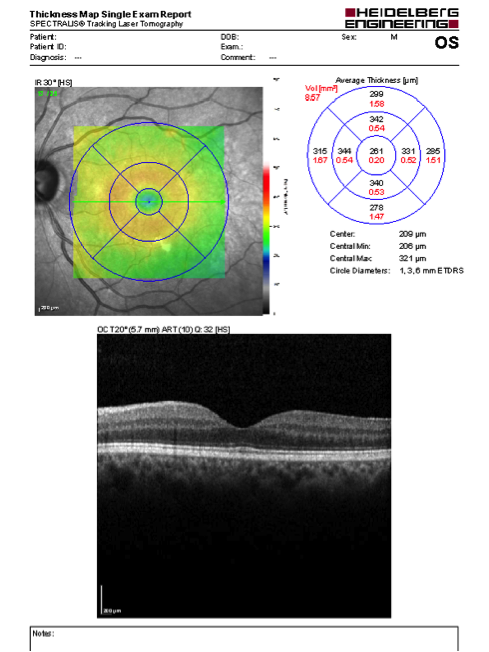 Thickness Map Single Exam Report
SPECTRALIS® Tracking Laser Tomography
HEIDELBERG
ENGINEERING
Patient:
DOB:
Sex: M
Patient ID:
Exam.:
OS
Diagnosis: ---
Comment: ---
IR 30° [HS]
Average Thickness [µm]
Vol [mm³]
8.57
299
1.58
342
0.54
315
1.67
344
0.54
261
0.20
331
0.52
285
1.51
340
0.53
278
1.47
Center: 209 µm
Central Min: 206 µm
Central Max: 321 µm
Circle Diameters: 1, 3, 6 mm ETDRS
200 µm
OCT 20° (5.7 mm) ART (10) Q: 32 [HS]
200 µm
Notes: